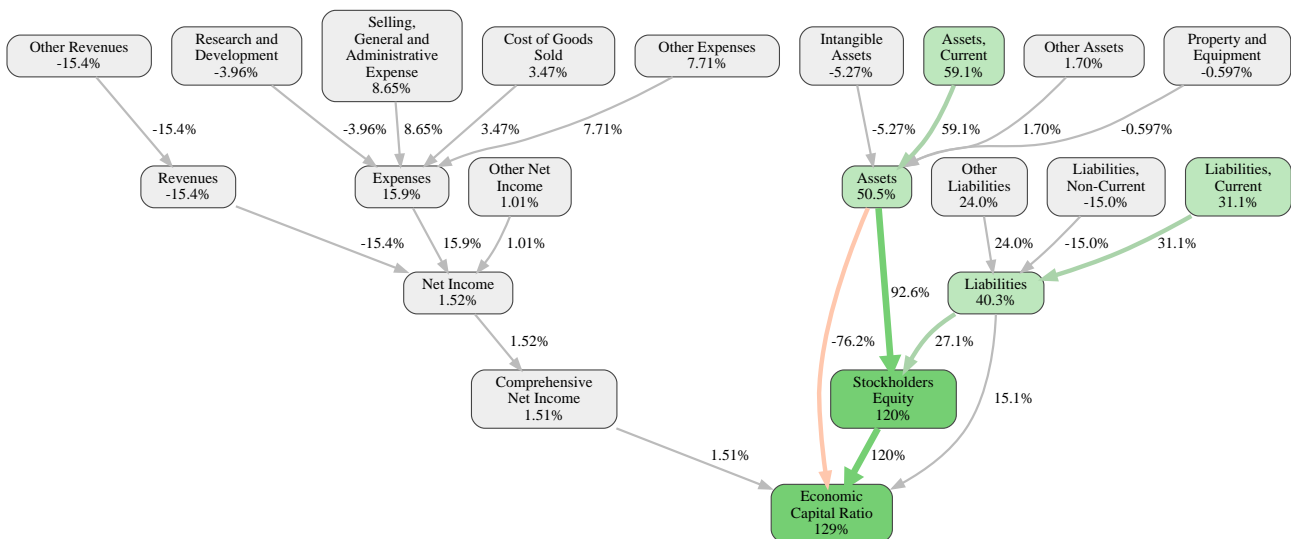 Other Revenues
-15.4%
Research and
Development
-3.96%
Selling,
General and
Administrative
Expense
8.65%
Cost of Goods
Sold
3.47%
Other Expenses
7.71%
Intangible
Assets
-5.27%
Assets,
Current
59.1%
Other Assets
1.70%
Property and
Equipment
-0.597%
-15.4%
-3.96%
8.65%
3.47%
7.71%
-5.27%
59.1%
1.70%
-0.597%
Revenues
-15.4%
Expenses
15.9%
Other Net
Income
1.01%
Assets
50.5%
Other
Liabilities
24.0%
Liabilities,
Non-Current
-15.0%
Liabilities,
Current
31.1%
-15.4%
15.9%
1.01%
24.0%
-15.0%
31.1%
Net Income
1.52%
92.6%
Liabilities
40.3%
1.52%
-76.2%
27.1%
Comprehensive
Net Income
1.51%
Stockholders
Equity
120%
15.1%
1.51%
120%
Economic
Capital Ratio
129%